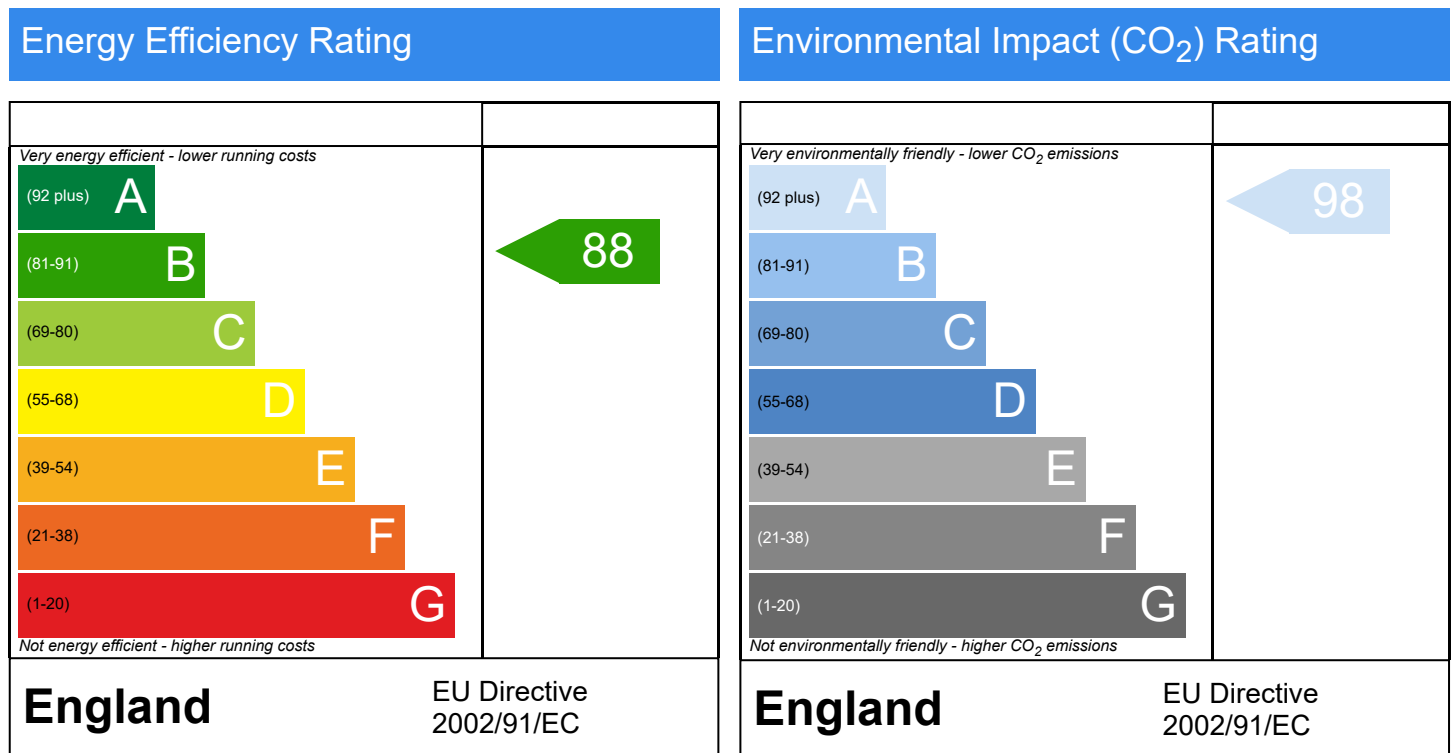 Energy Efficiency Rating
Very energy efficient - lower running costs
(92 plus) A
(81-91) B
88
(69-80) C
(55-68) D
(39-54) E
(21-38) F
(1-20) G
Not energy efficient - higher running costs
England
EU Directive
2002/91/EC
Environmental Impact (CO2) Rating
Very environmentally friendly - lower CO2 emissions
(92 plus) A
98
(81-91) B
(69-80) C
(55-68) D
(39-54) E
(21-38) F
(1-20) G
Not environmentally friendly - higher CO2 emissions
England
EU Directive
2002/91/EC